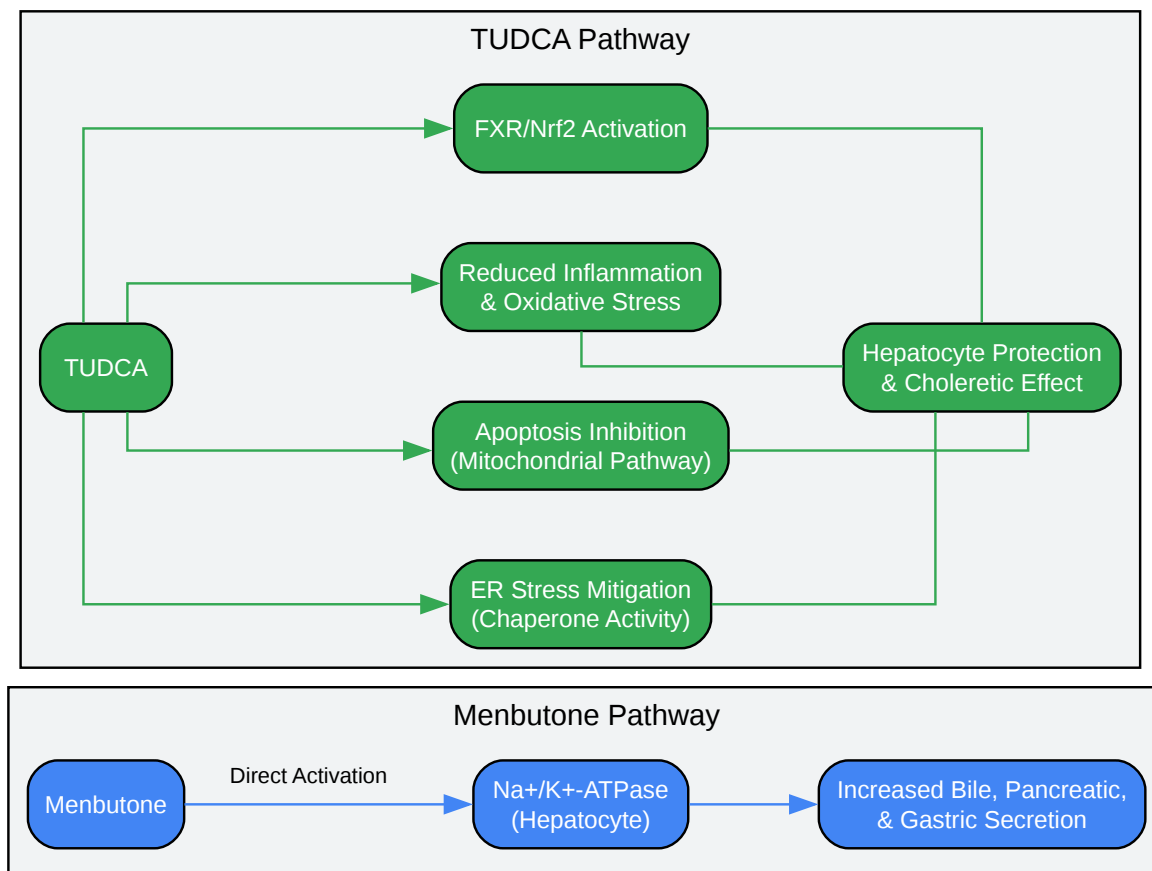 TUDCA Pathway
FXR/Nrf2 Activation
Reduced Inflammation
& Oxidative Stress
TUDCA
Hepatocyte Protection
& Choleretic Effect
Apoptosis Inhibition
(Mitochondrial Pathway)
ER Stress Mitigation
(Chaperone Activity)
Menbutone Pathway
Menbutone
Direct Activation
Na+/K+-ATPase
(Hepatocyte)
Increased Bile, Pancreatic,
& Gastric Secretion